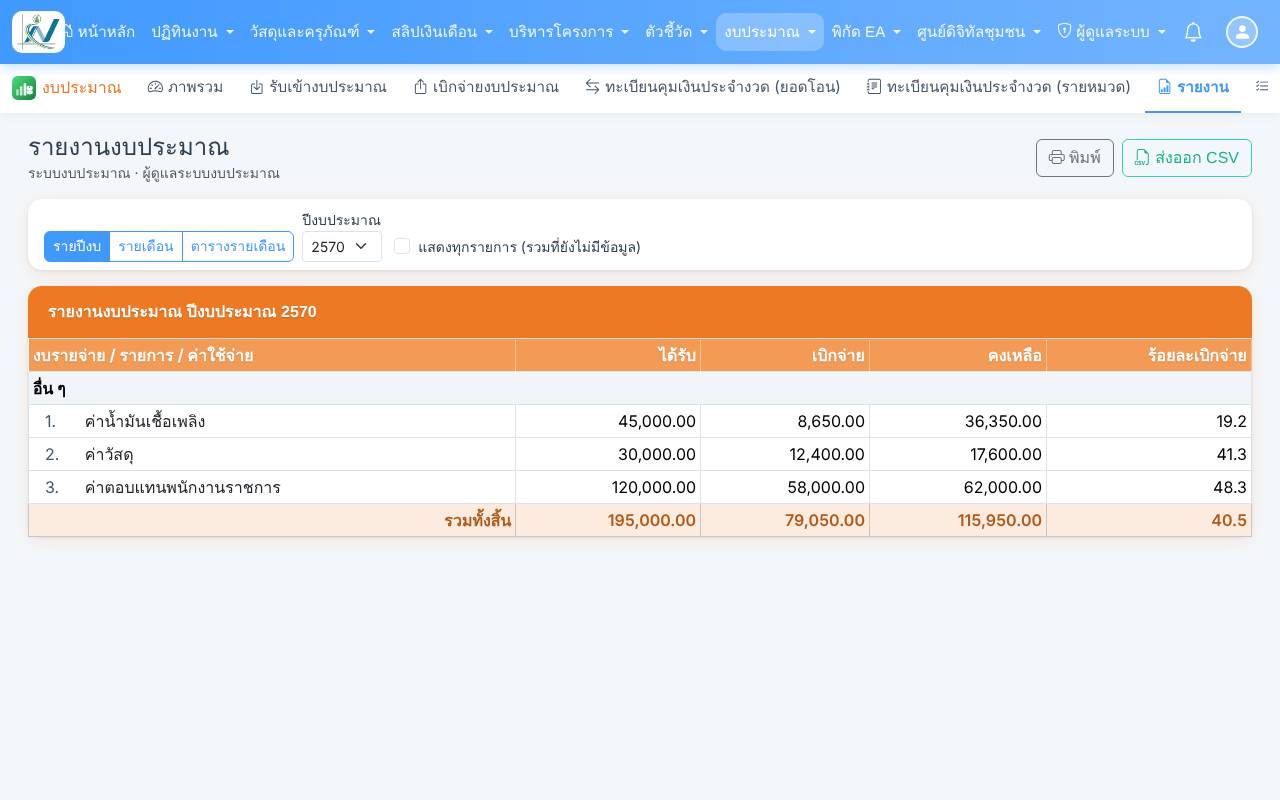 หน้าหลัก ปฏิทินงาน วัสดุและครุภัณฑ์ สลิปเงินเดือน บริหารโครงการ ตัวชี้วัด งบประมาณ พิกัด EA ศูนย์ดิจิทัลชุมชน ผู้ดูแลระบบ
งบประมาณ ภาพรวม รับเข้างบประมาณ เบิกจ่ายงบประมาณ ทะเบียนคุมเงินประจำงวด (ยอดโอน) ทะเบียนคุมเงินประจำงวด (รายหมวด) รายงาน
รายงานงบประมาณ
ระบบงบประมาณ · ผู้ดูแลระบบงบประมาณ
พิมพ์ ส่งออก CSV
ปีงบประมาณ
รายปีงบ รายเดือน ตารางรายเดือน 2570 แสดงทุกรายการ (รวมที่ยังไม่มีข้อมูล)
รายงานงบประมาณ ปีงบประมาณ 2570
งบรายจ่าย / รายการ / ค่าใช้จ่าย ได้รับ เบิกจ่าย คงเหลือ ร้อยละเบิกจ่าย
อื่น ๆ
1. ค่าน้ำมันเชื้อเพลิง 45,000.00 8,650.00 36,350.00 19.2
2. ค่าวัสดุ 30,000.00 12,400.00 17,600.00 41.3
3. ค่าตอบแทนพนักงานราชการ 120,000.00 58,000.00 62,000.00 48.3
รวมทั้งสิ้น 195,000.00 79,050.00 115,950.00 40.5